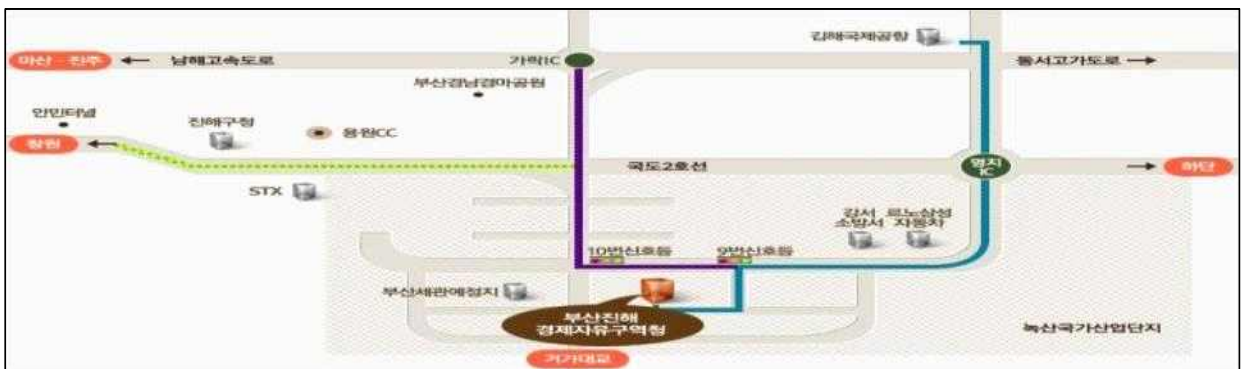 김해국제공항
마산 · 진주 ← 남해고속도로
가락IC
동서고가도로 →
부산경남경마공원
안민터널
진해구청
용원CC
창원 ←
국도2호선
명지
IC
→ 하단
STX
강서 르노삼성
소방서 자동차
10번신호등
9번신호등
부산세관예정지
부산진해
경제자유구역청
녹산국가산업단지
거가대교